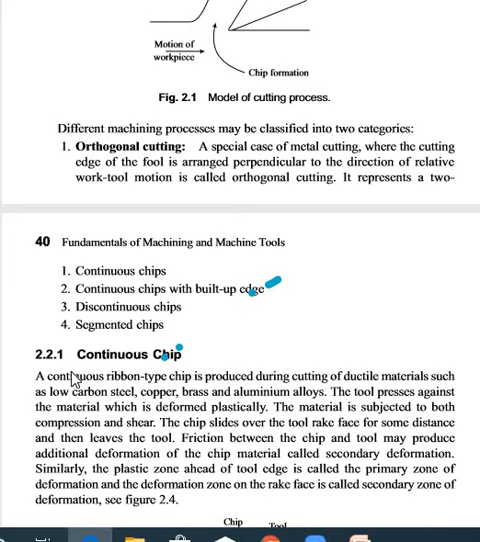 Motion of
workpiece
Chip formation
Fig. 2.1 Model of cutting process.
Different machining processes may be classified into two categories:
1. Orthogonal cutting: A special case of metal cutting, where the cutting
edge of the fool is arranged perpendicular to the direction of relative
work-tool motion is called orthogonal cutting. It represents a two-
40 Fundamentals of Machining and Machine Tools
1. Continuous chips
2. Continuous chips with built-up edge
3. Discontinuous chips
4. Segmented chips
2.2.1 Continuous Chip
A continuous ribbon-type chip is produced during cutting of ductile materials such
as low carbon steel, copper, brass and aluminium alloys. The tool presses against
the material which is deformed plastically. The material is subjected to both
compression and shear. The chip slides over the tool rake face for some distance
and then leaves the tool. Friction between the chip and tool may produce
additional deformation of the chip material called secondary deformation.
Similarly, the plastic zone ahead of tool edge is called the primary zone of
deformation and the deformation zone on the rake face is called secondary zone of
deformation, see figure 2.4.
Chip
Tool